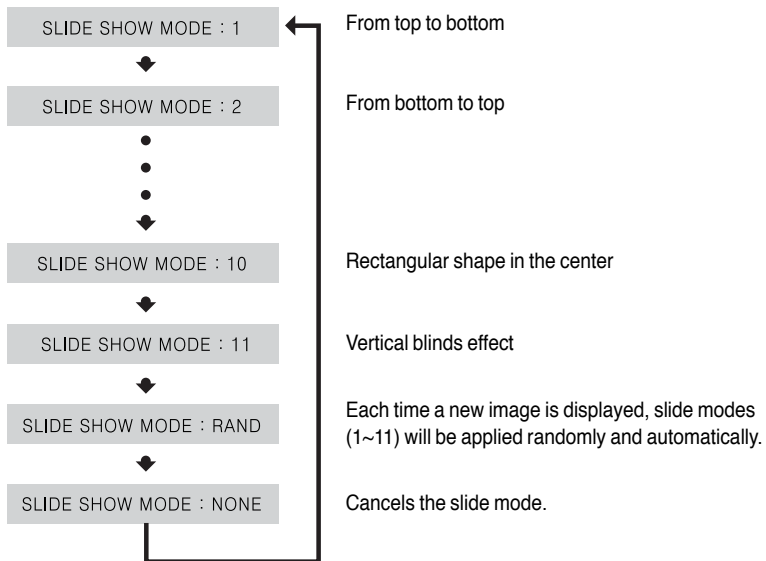 SLIDE SHOW MODE : 1
From top to bottom
SLIDE SHOW MODE : 2
From bottom to top
SLIDE SHOW MODE : 10
Rectangular shape in the center
SLIDE SHOW MODE : 11
Vertical blinds effect
SLIDE SHOW MODE : RAND
Each time a new image is displayed, slide modes
(1~11) will be applied randomly and automatically.
SLIDE SHOW MODE : NONE
Cancels the slide mode.